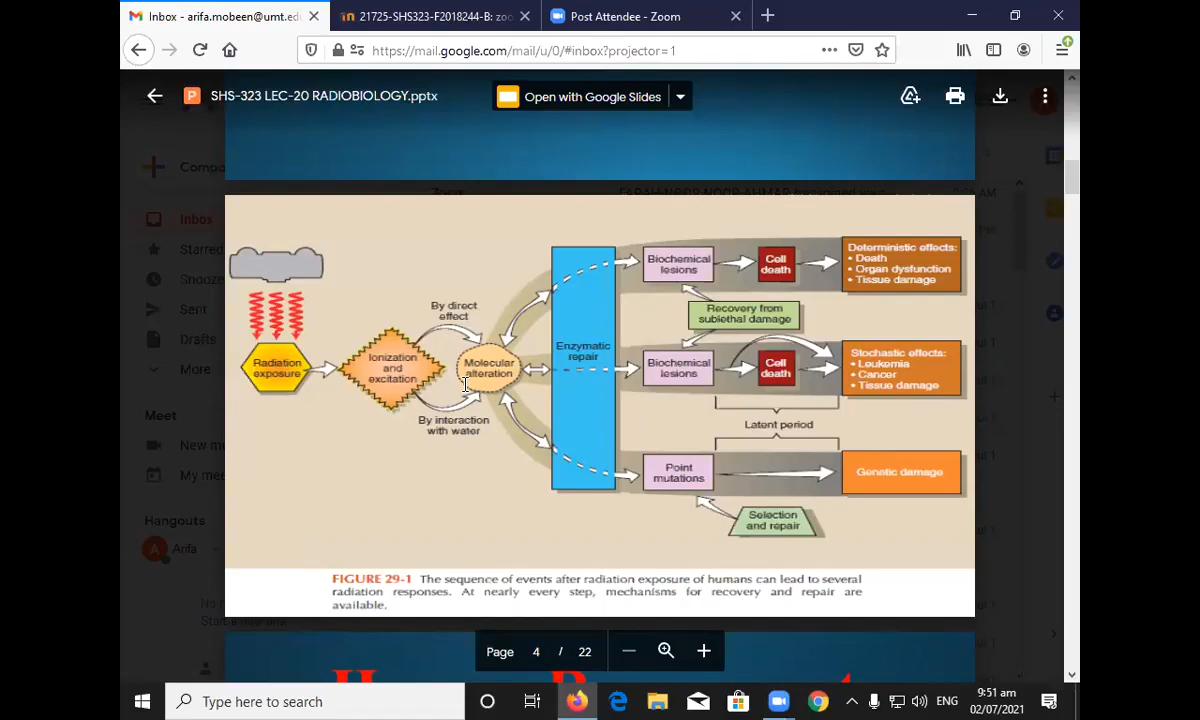 Inbox - arifa.mobeen@umt.ed
21725-SHS323-F2018244-B: zoo
Post Attendee - Zoom
https://mail.google.com/mail/u/0/#inbox?projector=1
SHS-323 LEC-20 RADIOBIOLOGY.pptx
Open with Google Slides
Compo
Inbox
Starred
Snooze
Sent
Drafts
More
Meet
New m
My mee
Hangouts
Arifa
Radiation
exposure
Ionization
and
excitation
By direct
effect
By interaction
with water
Molecular
alteration
Enzymatic
repair
Biochemical
lesions
Cell
death
Deterministic effects:
• Death
• Organ dysfunction
• Tissue damage
Recovery from
sublethal damage
Biochemical
lesions
Cell
death
Stochastic effects:
• Leukemia
• Cancer
• Tissue damage
Latent period
Point
mutations
Genetic damage
Selection
and repair
FIGURE 29-1 The sequence of events after radiation exposure of humans can lead to several
radiation responses. At nearly every step, mechanisms for recovery and repair are
available.
Page 4 / 22
Type here to search
ENG
9:51 am
02/07/2021